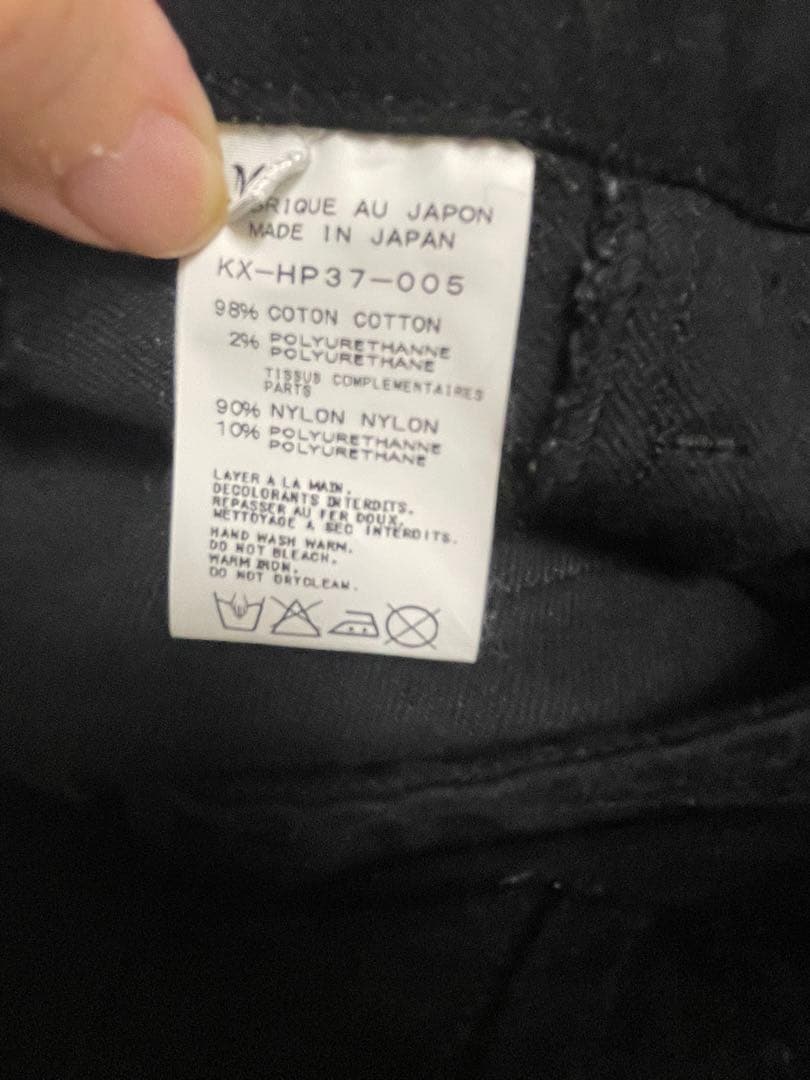 BRIQUE AU JAPON
MADE IN JAPAN
KX-HP37-005
98% COTON COTTON
2% POLYURETHANNE
POLYURETHANE
TISSUS COMPLEMENTAIRES
PARTS
90% NYLON NYLON
10% POLYURETHANNE
POLYURETHANE
LAVER A LA MAIN.
DECOLORANTS INTERDITS.
REPASSER AU FER DOUX.
NETTOYAGE A SEC INTERDITS.
HAND WASH WARM.
DO NOT BLEACH.
WARM IRON.
DO NOT DRYCLEAN.